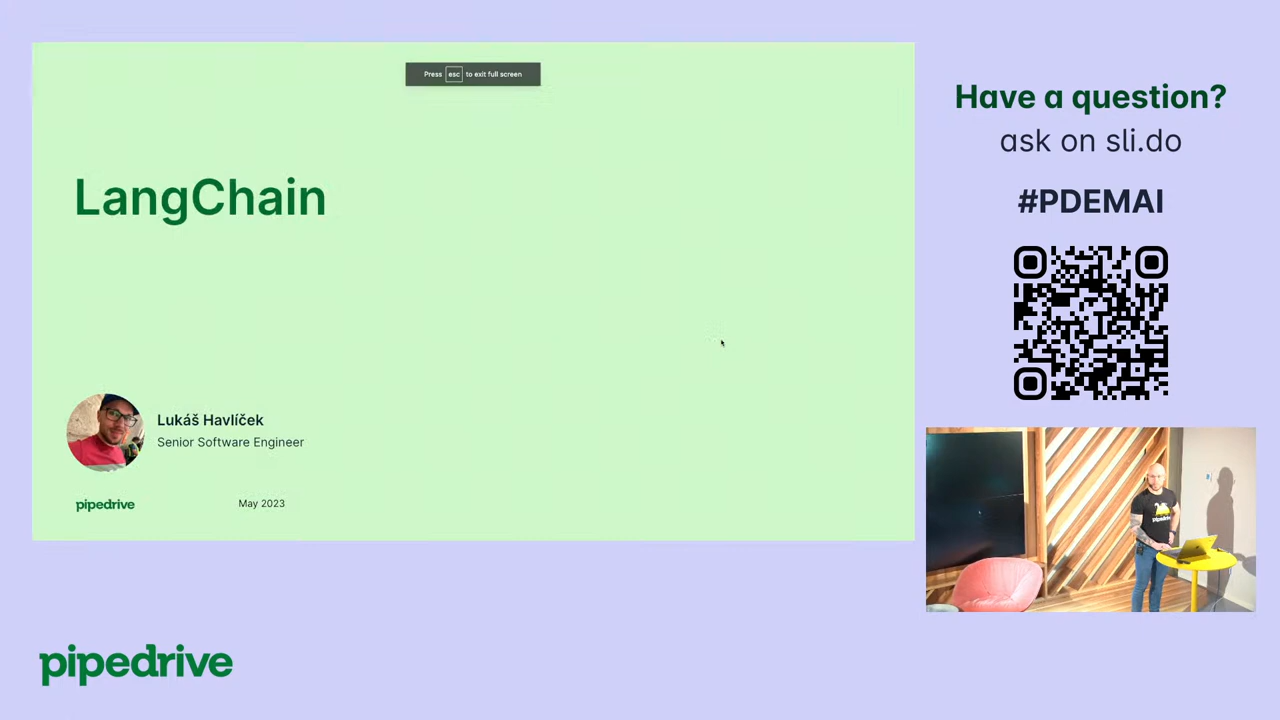 Press esc to exit full screen
LangChain
Lukáš Havlíček
Senior Software Engineer
pipedrive
May 2023
Have a question?
ask on sli.do
#PDEMAI
pipedrive
pipedrive